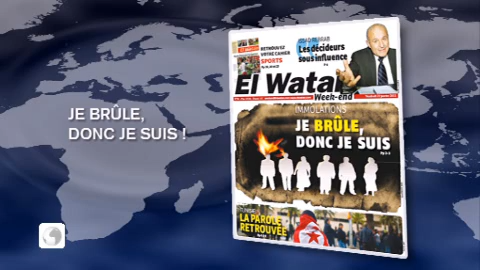 JE BRÛLE,
DONC JE SUIS !
RETROUVEZ
VOTRE CAHIER
SPORTS
Les décideurs
sous influence
El Watan
Week-end
IMMOLATIONS
JE BRÛLE,
DONC JE SUIS
LA PAROLE
RETROUVÉE